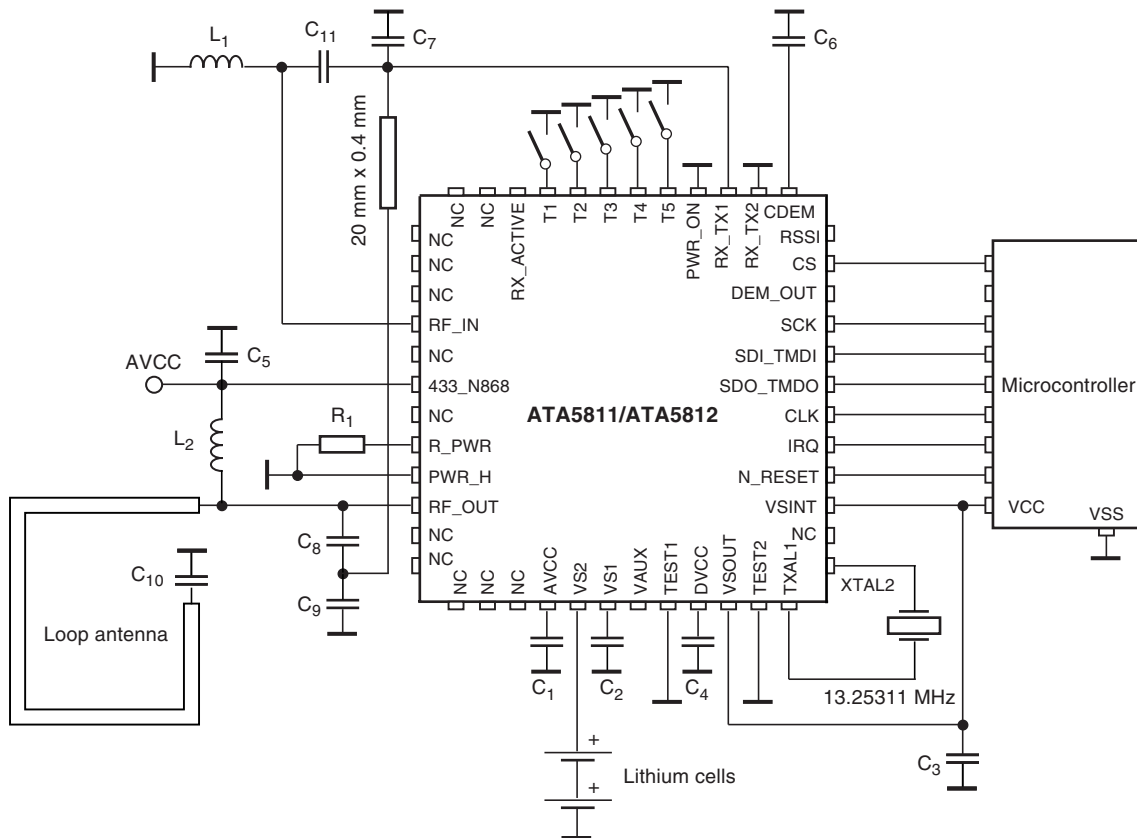 L1
C11
C7
C6
20 mm x 0.4 mm
NC
NC
RX_ACTIVE
T1
T2
T3
T4
T5
PWR_ON
RX_TX1
RX_TX2
CDEM
NC
NC
NC
RF_IN
NC
433_N868
NC
R_PWR
PWR_H
RF_OUT
NC
NC
RSSI
CS
DEM_OUT
SCK
SDI_TMDI
SDO_TMDO
CLK
IRQ
N_RESET
VSINT
NC
XTAL2
ATA5811/ATA5812
Microcontroller
VCC
VSS
AVCC
C5
L2
R1
C8
C9
C10
Loop antenna
NC
NC
NC
AVCC
VS2
VS1
VAUX
TEST1
DVCC
VSOUT
TEST2
TXAL1
C1
C2
C4
13.25311 MHz
C3
+
Lithium cells
+